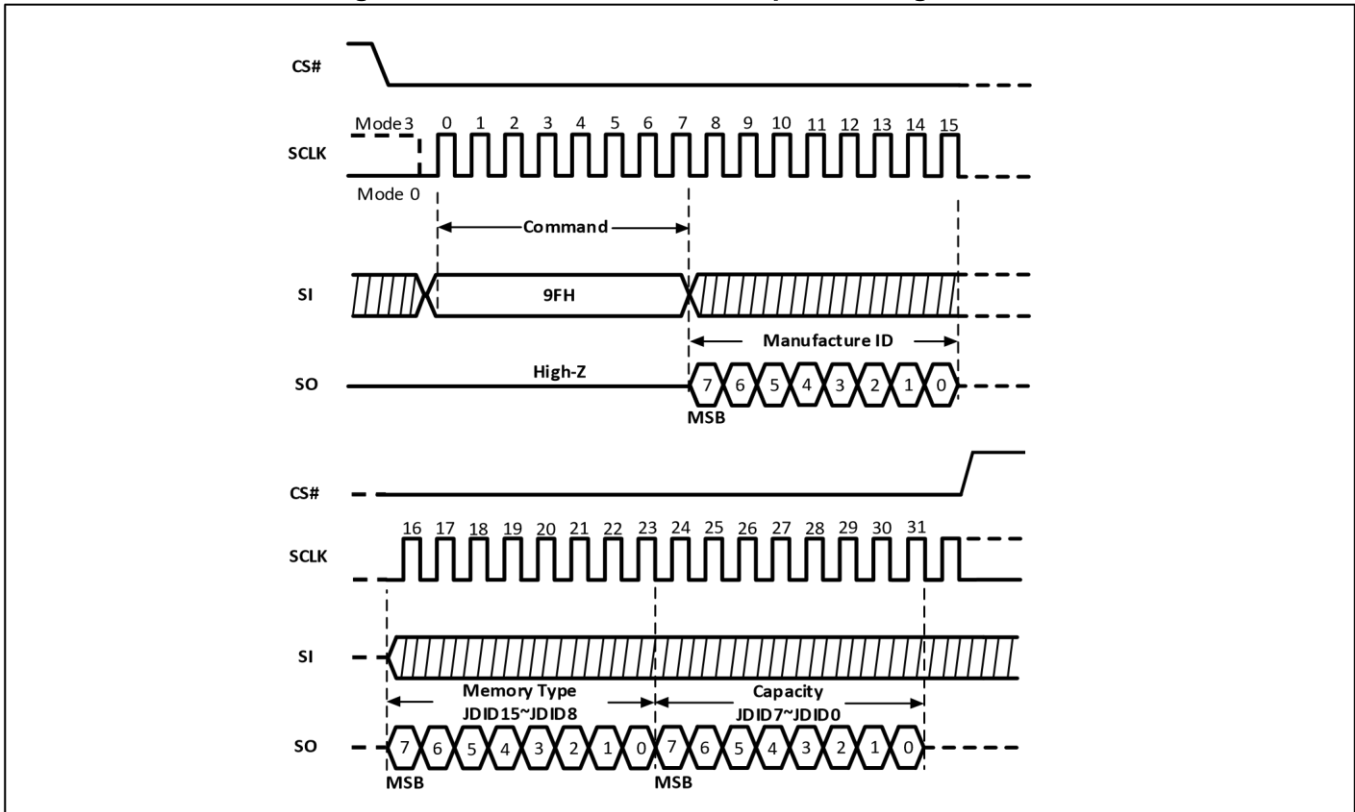 CS#
Mode3 0 1 2 3 4 5 6 7 8 9 10 11 12 13 14 15
SCLK
Mode 0
Command
SI 9FH
Manufacture ID
SO High-Z 7 6 5 4 3 2 1 0
MSB
CS#
16 17 18 19 20 21 22 23 24 25 26 27 28 29 30 31
SCLK
SI
Memory Type Capacity
JDID15~JDID8 JDID7~JDID0
SO 7 6 5 4 3 2 1 0 7 6 5 4 3 2 1 0
MSB MSB